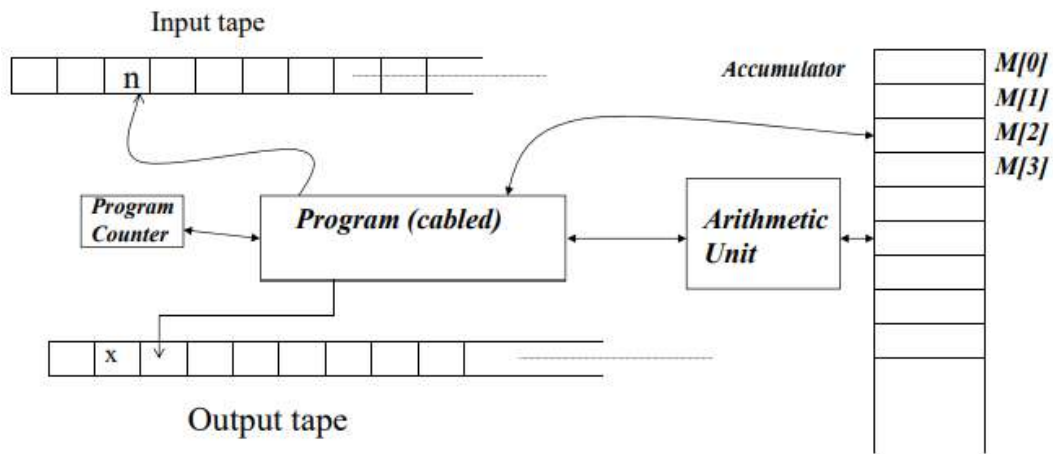 Input tape
n
Accumulator
M[0]
M[1]
M[2]
M[3]
Program
Counter
Program (cabled)
Arithmetic
Unit
x
Output tape